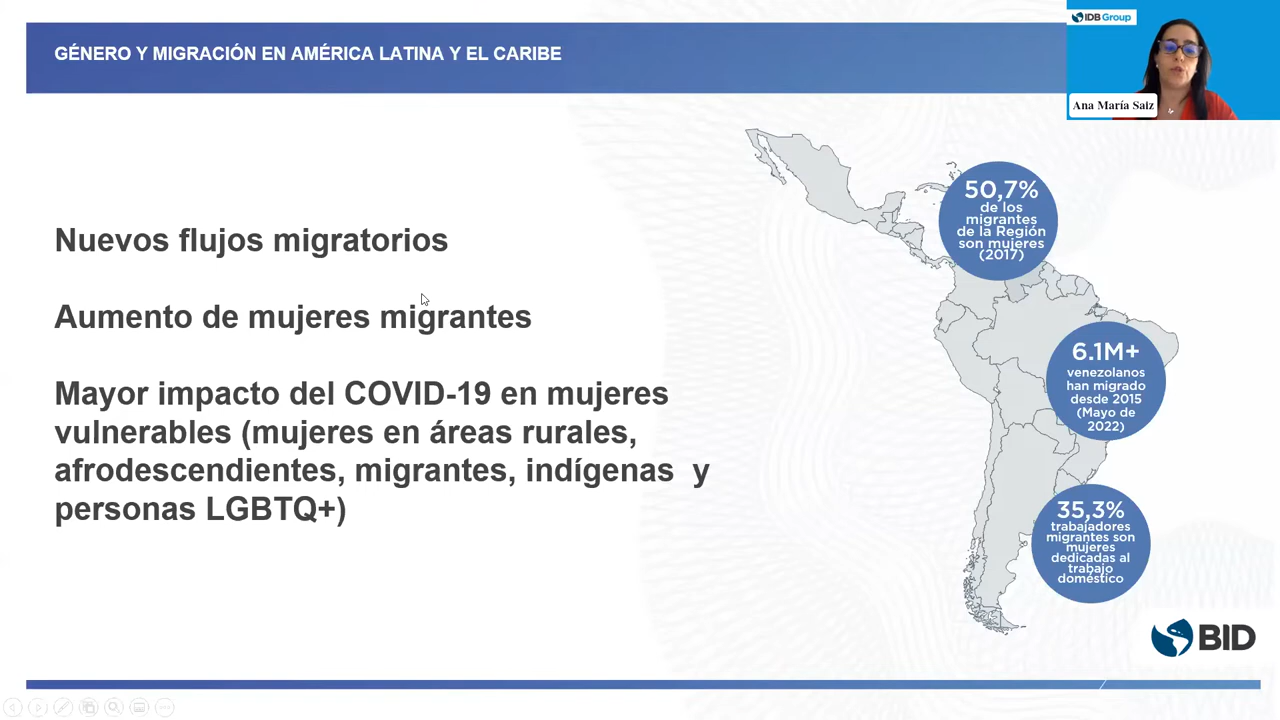 GÉNERO Y MIGRACIÓN EN AMÉRICA LATINA Y EL CARIBE
IDB Group
Ana María Saiz
Nuevos flujos migratorios
Aumento de mujeres migrantes
Mayor impacto del COVID-19 en mujeres
vulnerables (mujeres en áreas rurales,
afrodescendientes, migrantes, indígenas y
personas LGBTQ+)
50,7%
de los
migrantes
de la Región
son mujeres
(2017)
6.1M+
venezolanos
han migrado
desde 2015
(Mayo de
2022)
35,3%
trabajadores
migrantes son
mujeres
dedicadas al
trabajo
doméstico
BID